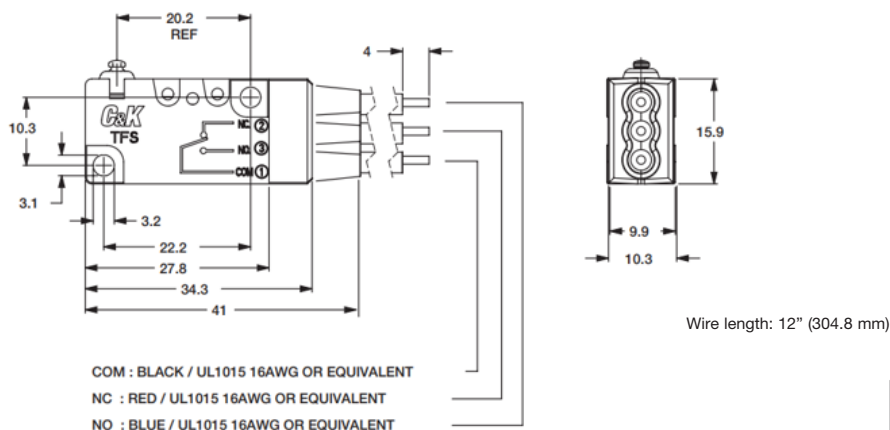 20.2
REF
4
10.3
C&K
TFS
NC. ②
NO. ③
COM ①
15.9
3.1
3.2
22.2
27.8
34.3
41
9.9
10.3
Wire length: 12” (304.8 mm)
COM : BLACK / UL1015 16AWG OR EQUIVALENT
NC : RED / UL1015 16AWG OR EQUIVALENT
NO : BLUE / UL1015 16AWG OR EQUIVALENT